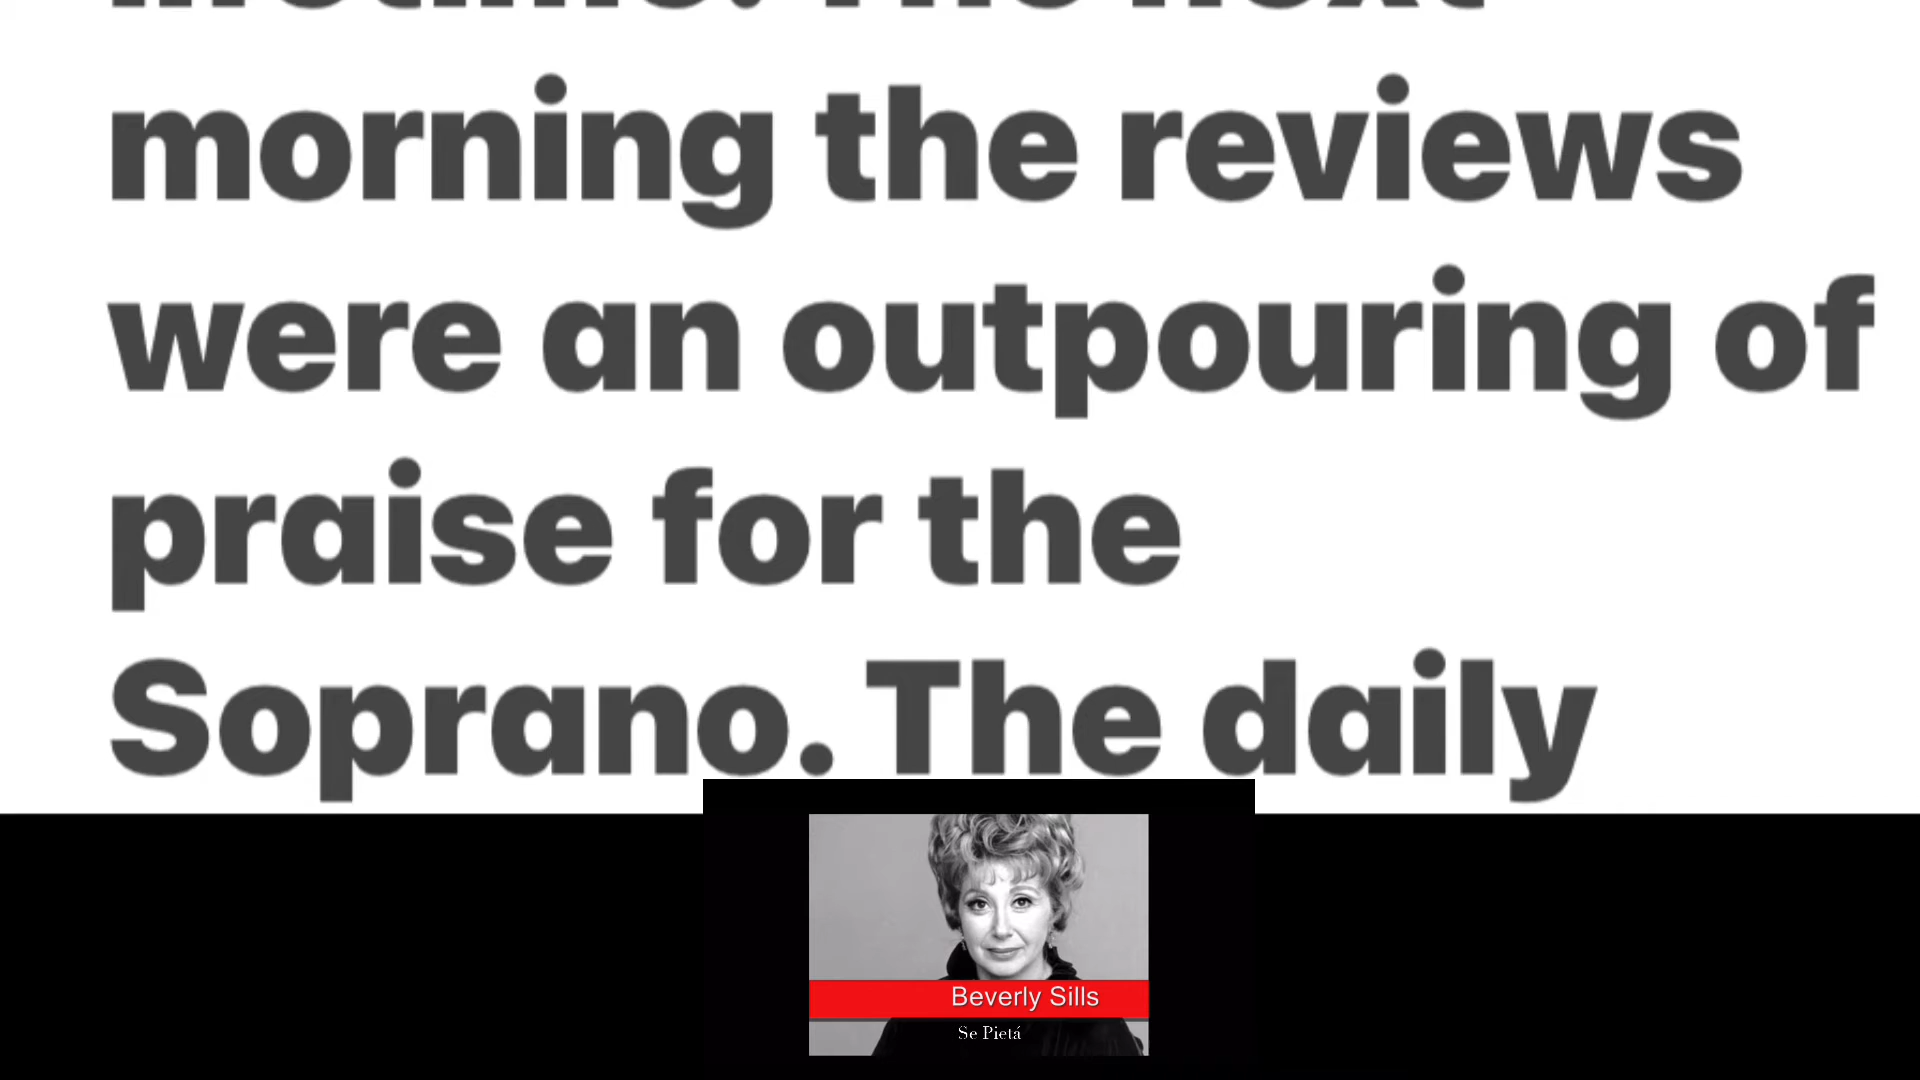 morning the reviews
were an outpouring of
praise for the
Soprano. The daily
Beverly Sills
Se Pietá